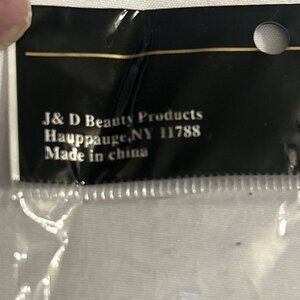 J& D Beauty Products
Hauppauge,NY 11788
Made in china